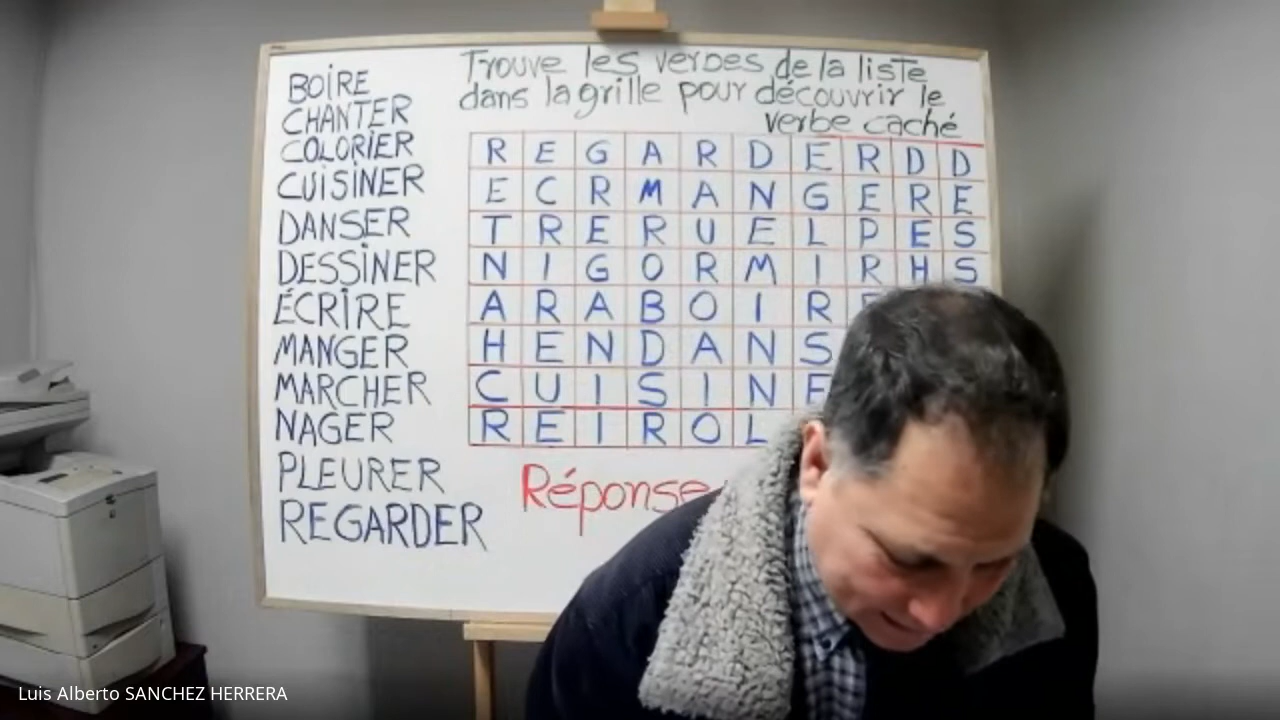 Trouve les verbes de la liste
dans la grille pour découvrir le
verbe caché
BOIRE
CHANTER
COLORIER
CUISINER
DANSER
DESSINER
ÉCRIRE
MANGER
MARCHER
NAGER
PLEURER
REGARDER
R E G A R D E R D D
E C R M A N G E R E
T R E R U E L P E S
N I G O R M I R H S
A R A B O I R
H E N D A N S
C U I S I N
R E I R O L
Réponse
Luis Alberto SANCHEZ HERRERA